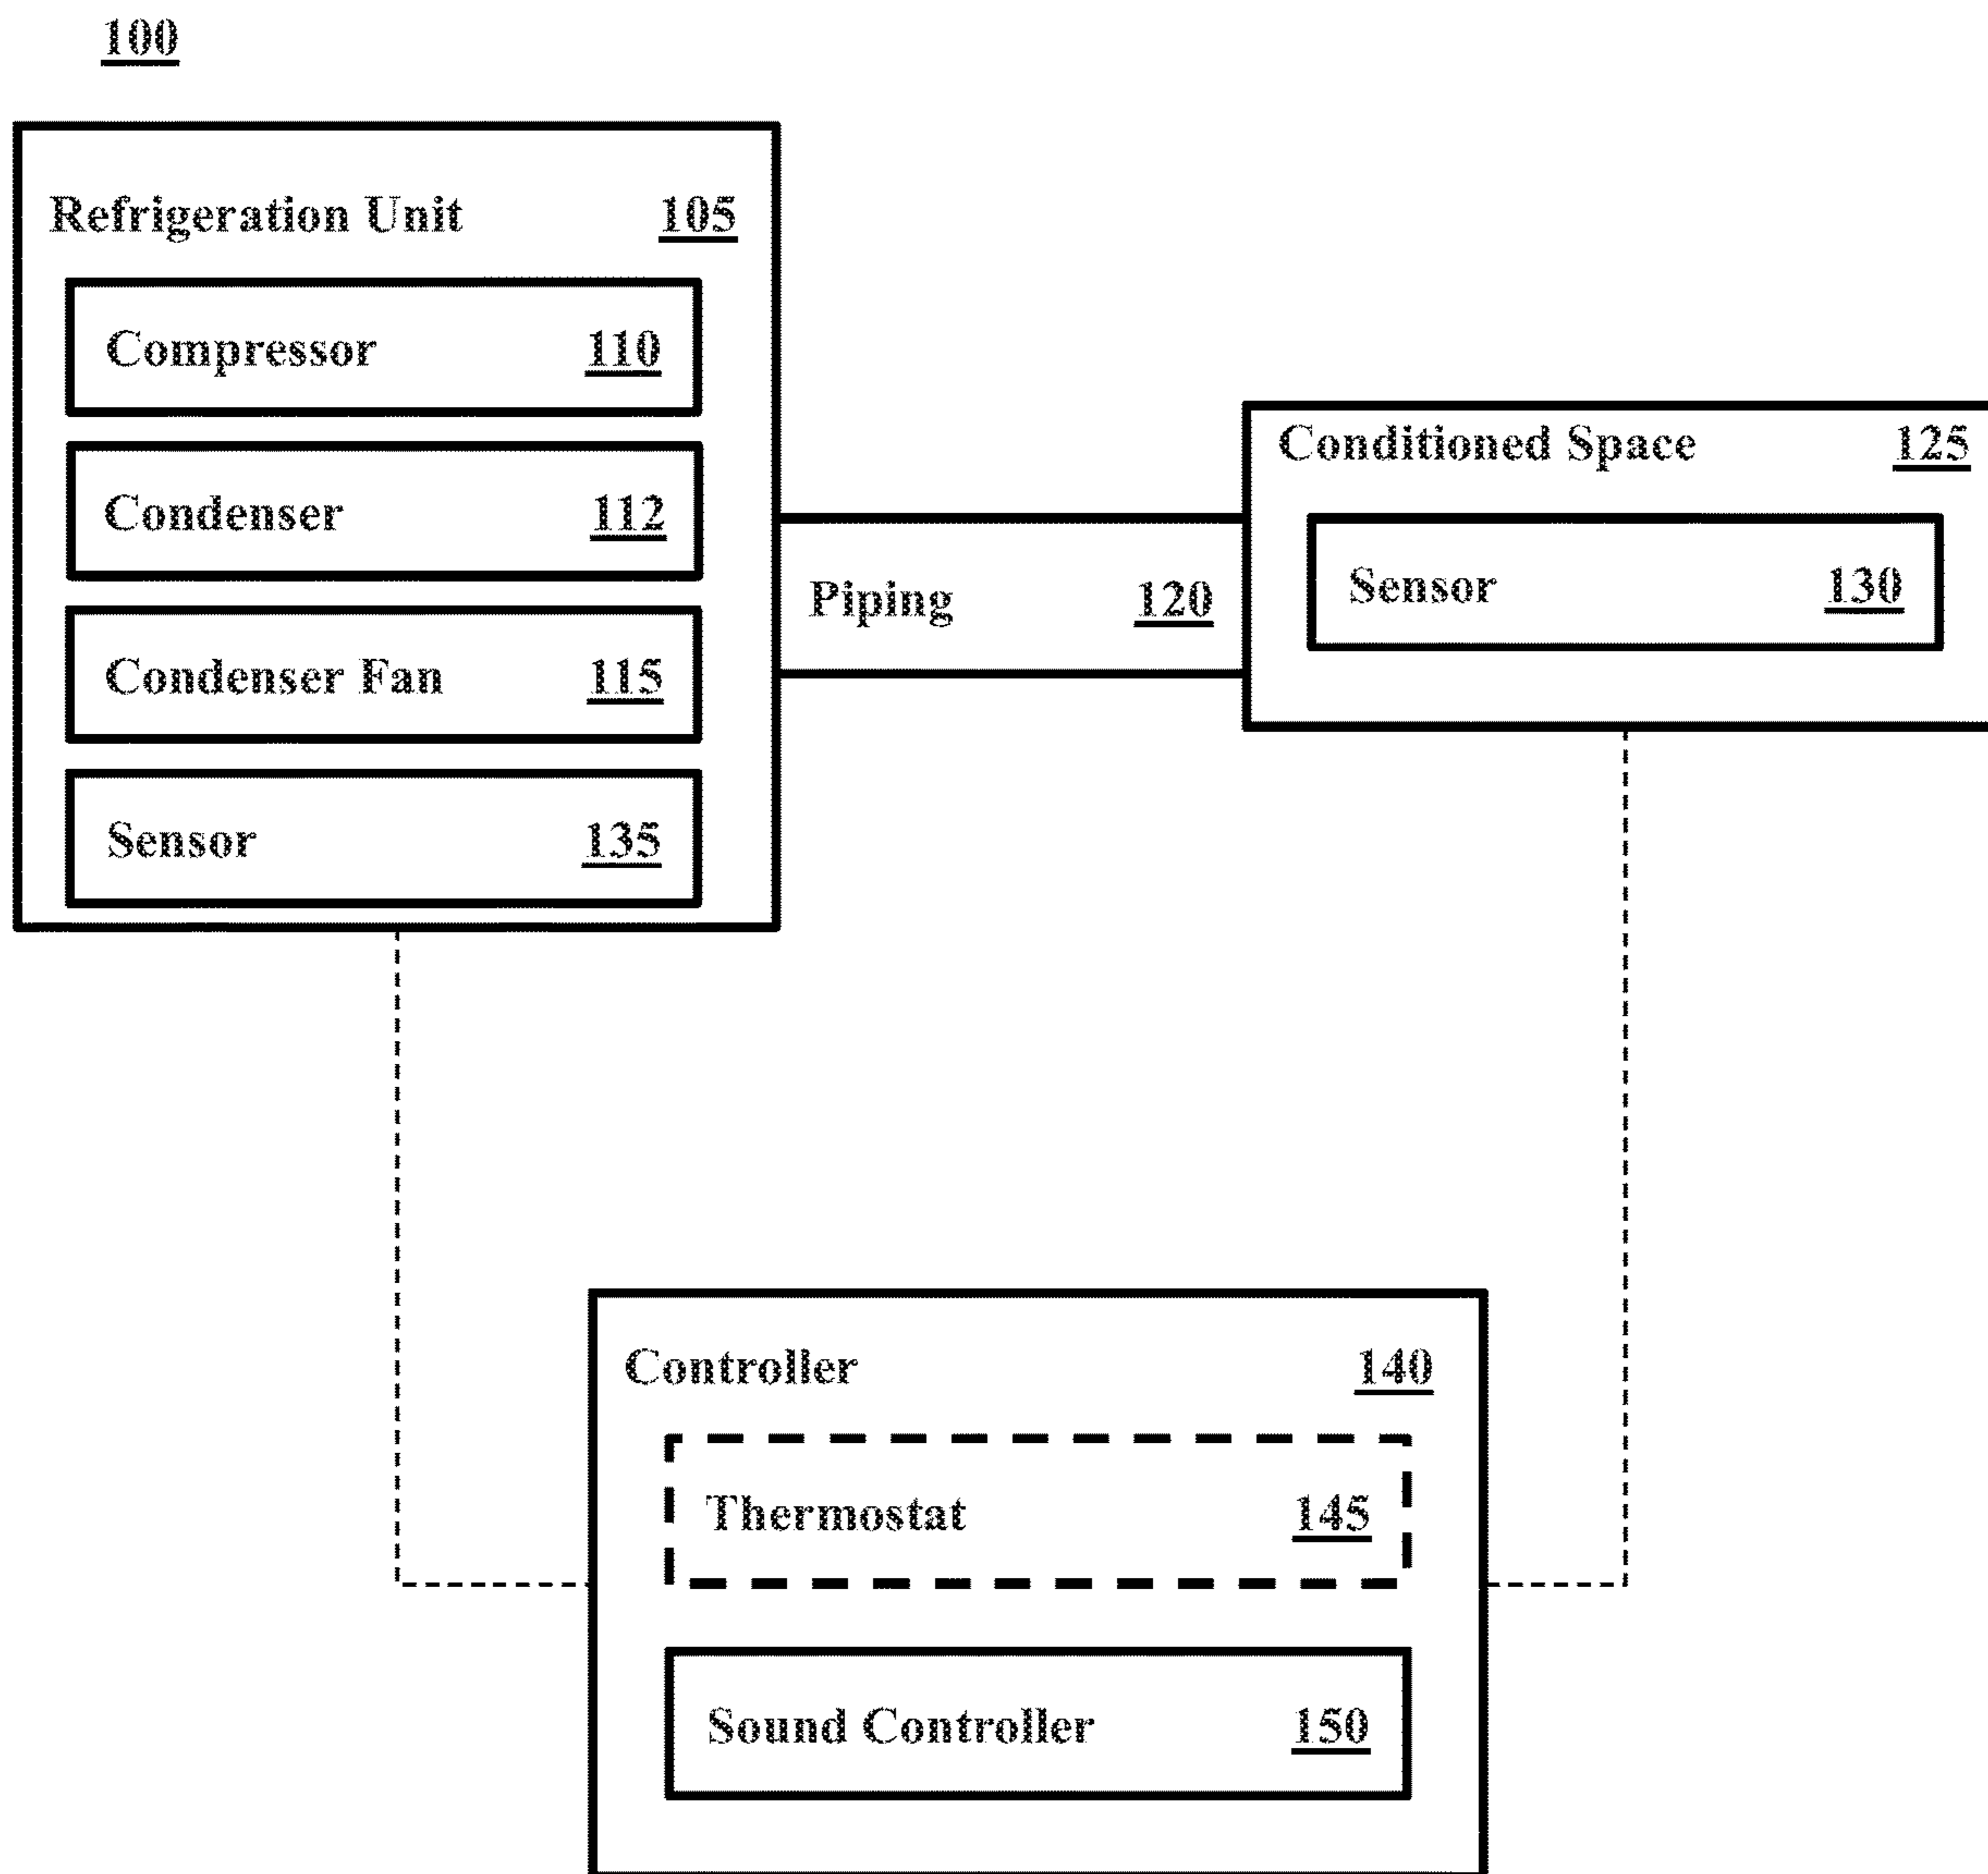 100
Refrigeration Unit 105
Compressor 110
Condenser 112
Condenser Fan 115
Sensor 135
Piping 120
Conditioned Space 125
Sensor 130
Controller 140
Thermostat 145
Sound Controller 150